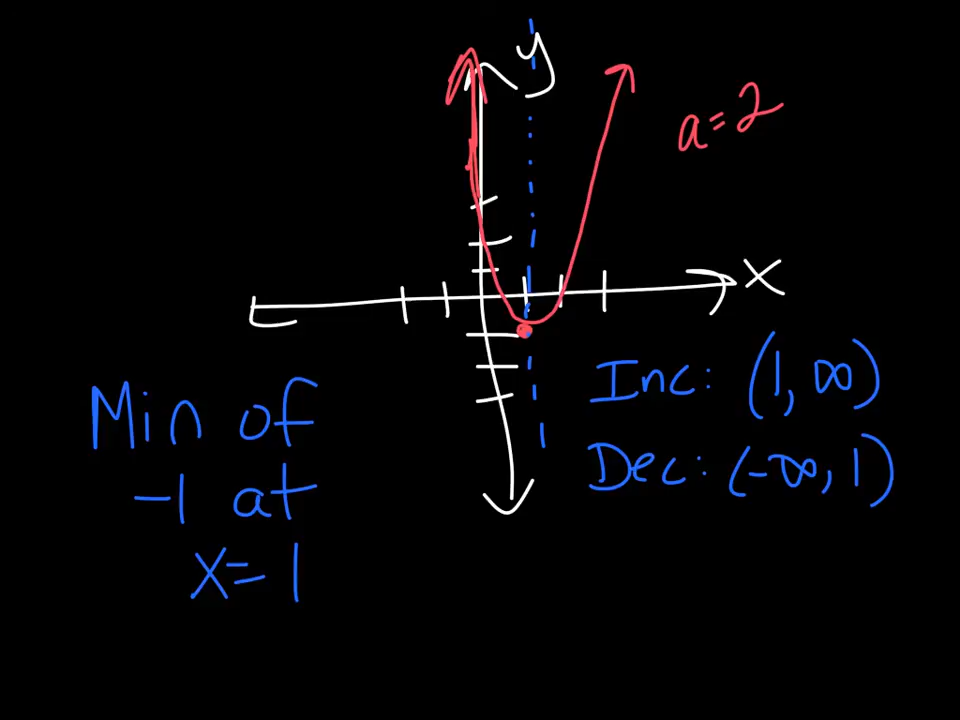 y
a=2
x
Inc: (1, ∞)
Min of
-1 at
x=1
Dec: (-∞, 1)